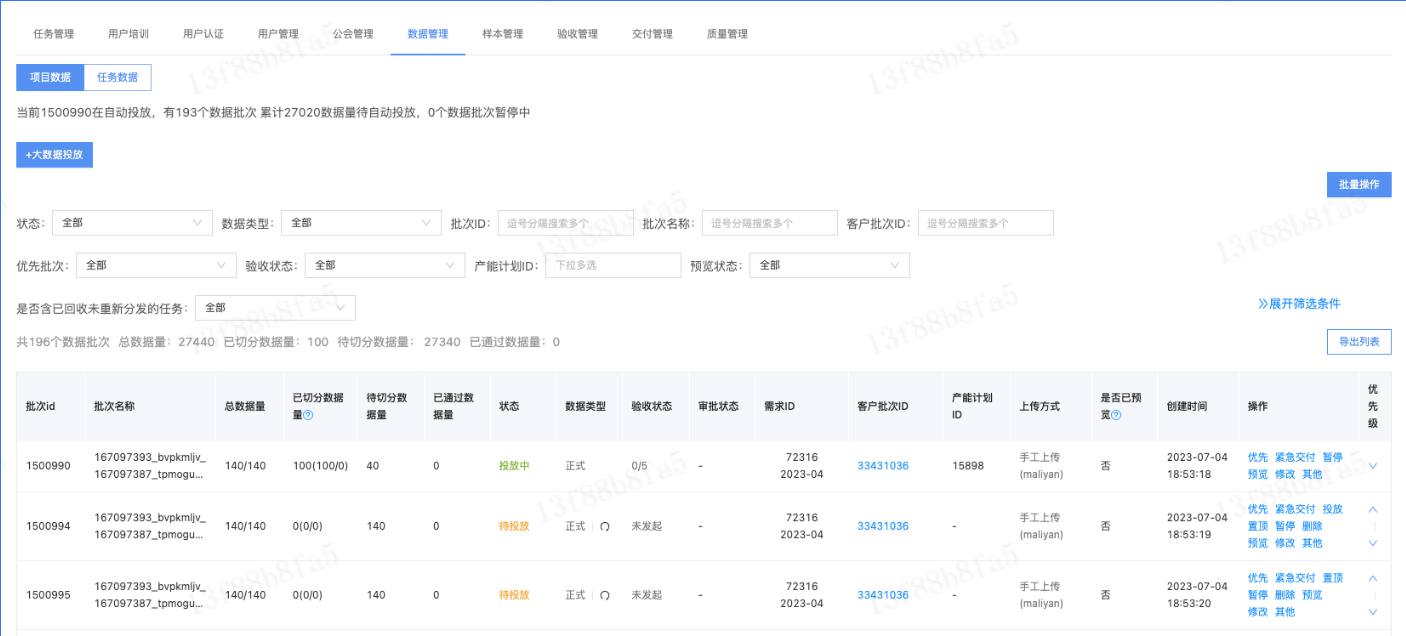 任务管理 用户培训 用户认证 用户管理 公会管理 数据管理 样本管理 验收管理 交付管理 质量管理
项目数据 任务数据
当前1500990在自动投放，有193个数据批次 累计27020数据量待自动投放，0个数据批次暂停中
+大数据投放
批量操作
状态： 全部 数据类型： 全部 批次ID： 逗号分隔搜索多个 批次名称： 逗号分隔搜索多个 客户批次ID： 逗号分隔搜索多个
优先批次： 全部 验收状态： 全部 产能计划ID： 下拉多选 预览状态： 全部
是否含已回收未重新分发的任务： 全部 展开筛选条件
共196个数据批次 总数据量：27440 已切分数据量：100 待切分数据量：27340 已通过数据量：0 导出列表
批次id 批次名称 总数据量 已切分数据量? 待切分数据量 已通过数据量 状态 数据类型 验收状态 审批状态 需求ID 客户批次ID 产能计划ID 上传方式 是否已预览? 创建时间 操作 优先级
1500990 167097393_bvpkmljv_167097387_tpmogu... 140/140 100(100/0) 40 0 投放中 正式 0/5 - 72316 2023-04 33431036 15898 手工上传(maliyan) 否 2023-07-04 18:53:18 优先 紧急交付 暂停 预览 修改 其他
1500994 167097393_bvpkmljv_167097387_tpmogu... 140/140 0(0/0) 140 0 待投放 正式 未发起 - 72316 2023-04 33431036 - 手工上传(maliyan) 否 2023-07-04 18:53:19 优先 紧急交付 投放 置顶 暂停 删除 预览 修改 其他
1500995 167097393_bvpkmljv_167097387_tpmogu... 140/140 0(0/0) 140 0 待投放 正式 未发起 - 72316 2023-04 33431036 - 手工上传(maliyan) 否 2023-07-04 18:53:20 优先 紧急交付 置顶 暂停 删除 预览 修改 其他
13f88b8fa5